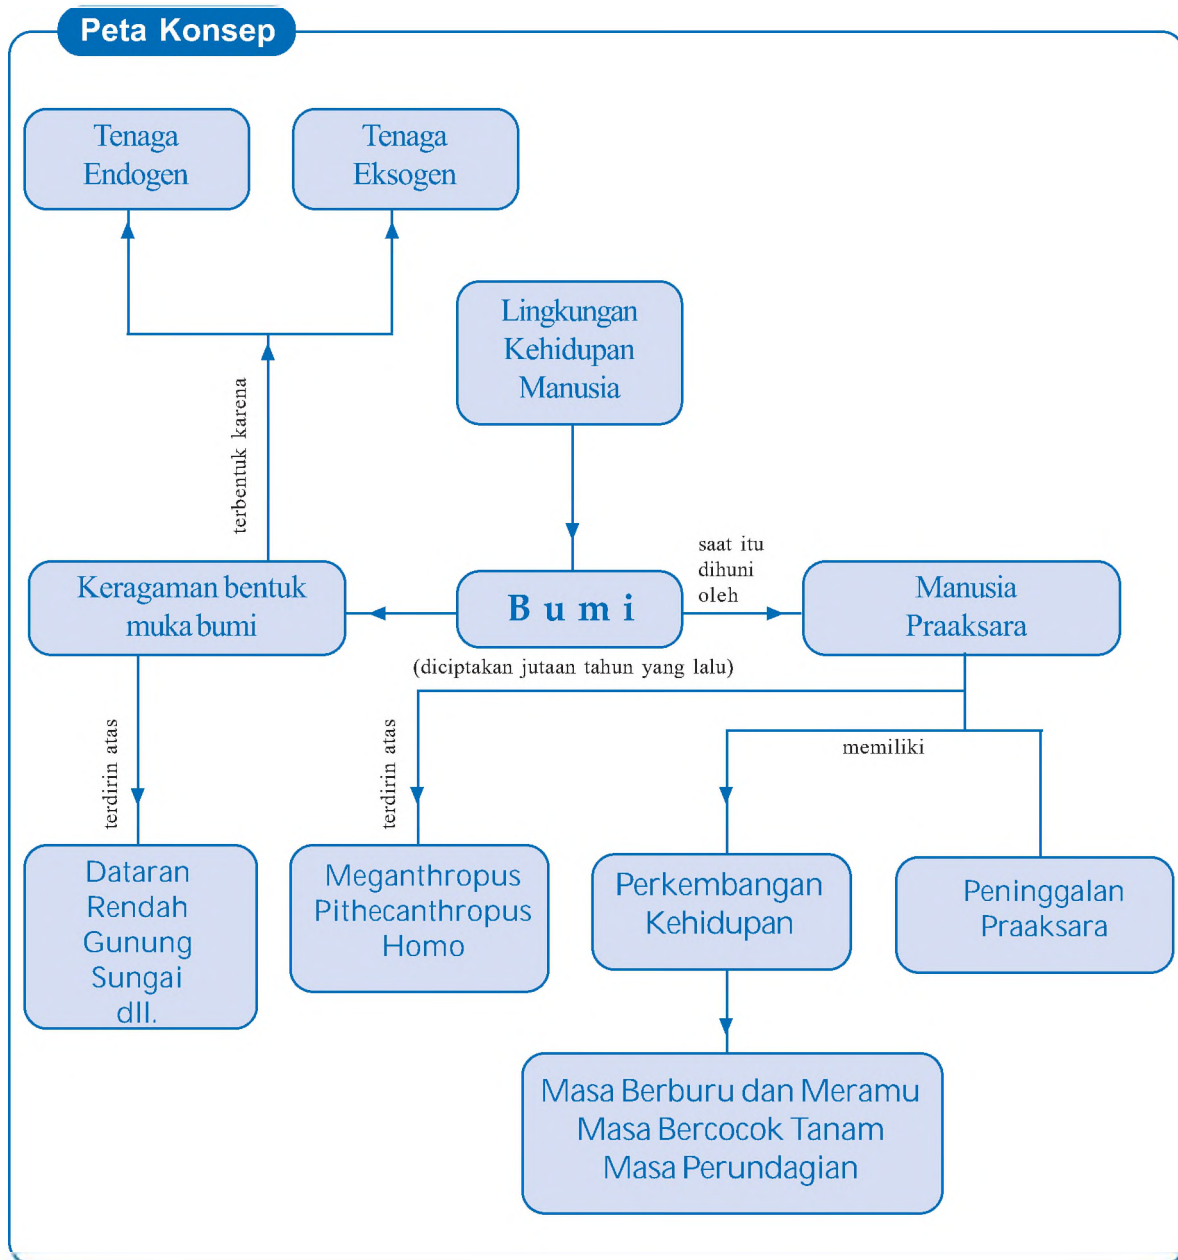 Peta Konsep
Tenaga
Endogen
Tenaga
Eksogen
Lingkungan
Kehidupan
Manusia
terbentuk karena
Keragaman bentuk
muka bumi
Bumi
saat itu
dihuni
oleh
Manusia
Praaksara
(diciptakan jutaan tahun yang lalu)
terdirin atas
terdirin atas
memiliki
Dataran
Rendah
Gunung
Sungai
dll.
Meganthropus
Pithecanthropus
Homo
Perkembangan
Kehidupan
Peninggalan
Praaksara
Masa Berburu dan Meramu
Masa Bercocok Tanam
Masa Perundagian